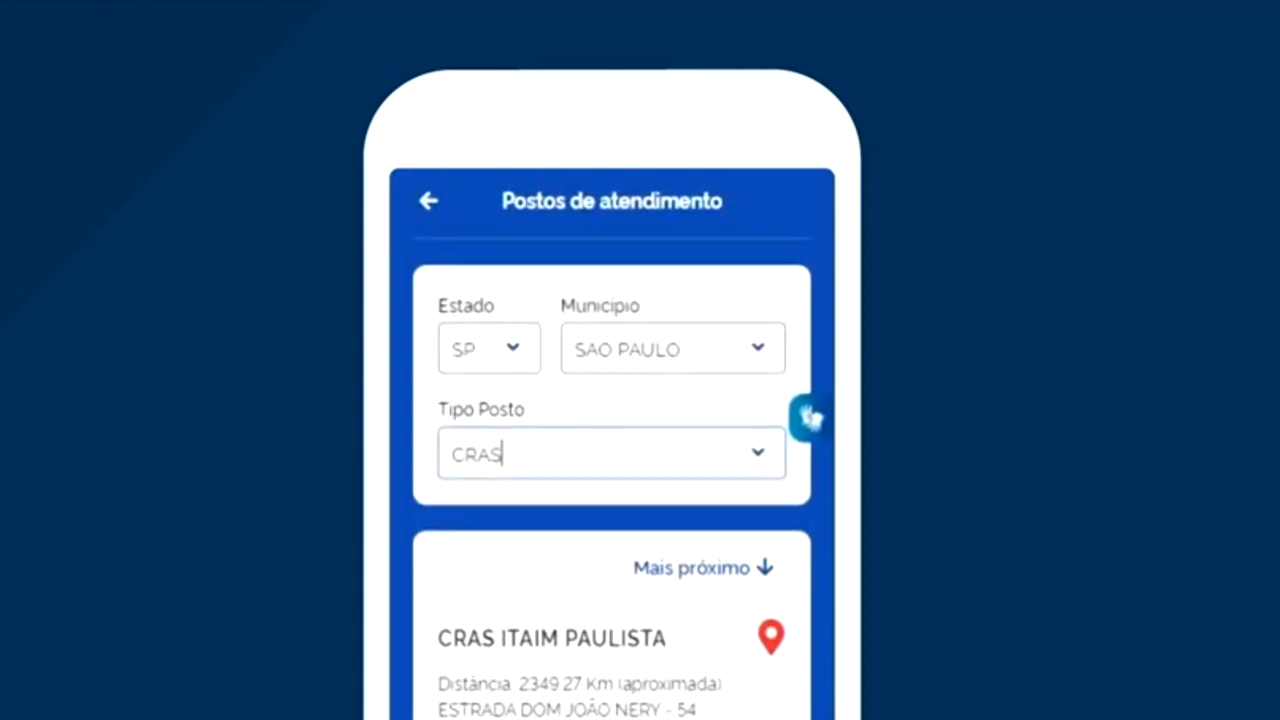 Postos de atendimento
Estado Município
SP SAO PAULO
Tipo Posto
CRAS
Mais próximo
CRAS ITAIM PAULISTA
Distância: 2349.27 Km (aproximada)
ESTRADA DOM JOÃO NERY - 54